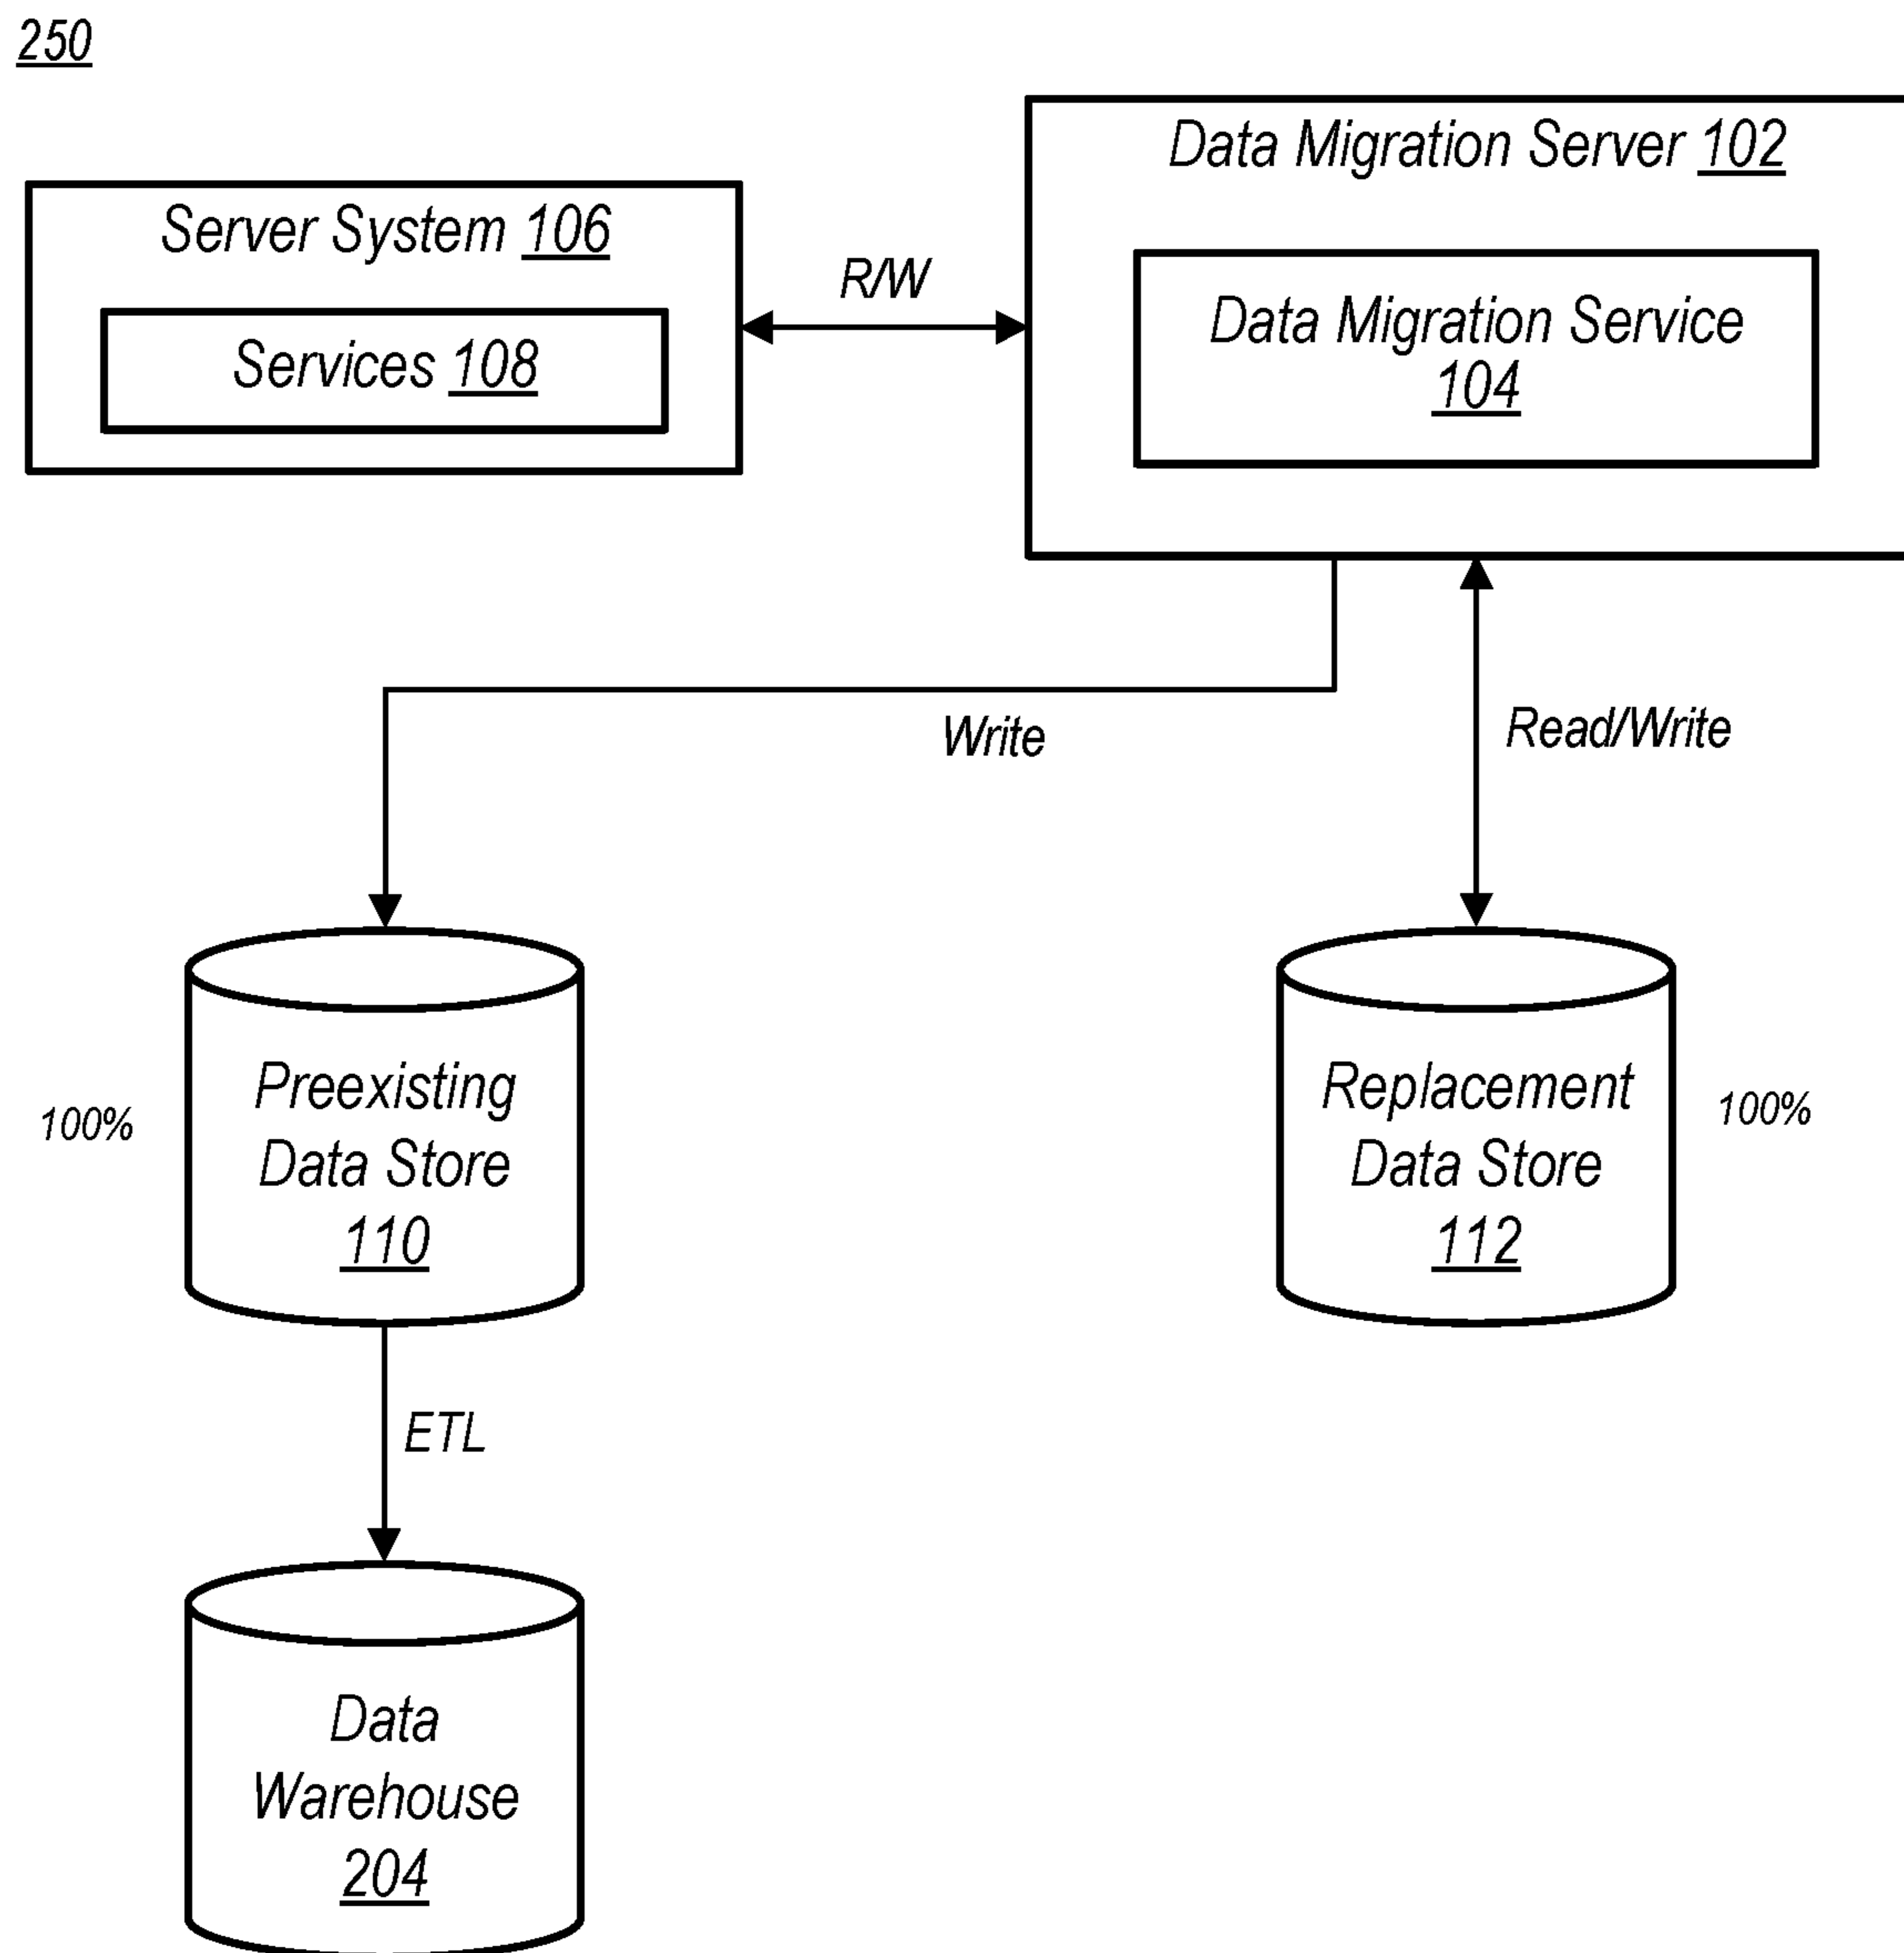 250
Data Migration Server 102
Server System 106
R/W
Data Migration Service
104
Services 108
Write
Read/Write
Preexisting
Data Store
110
100%
Replacement
Data Store
112
100%
ETL
Data
Warehouse
204